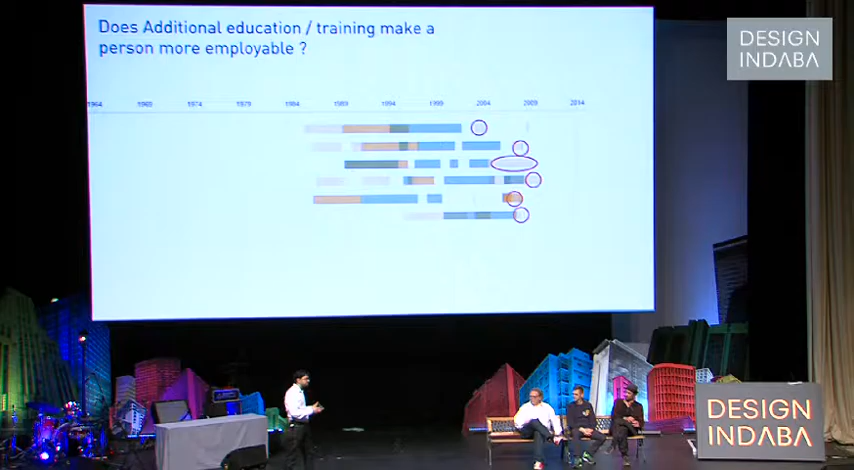 Does Additional education / training make a
person more employable ?
DESIGN
INDABA
1964 1969 1974 1979 1984 1989 1994 1999 2004 2009 2014
DESIGN
INDABA